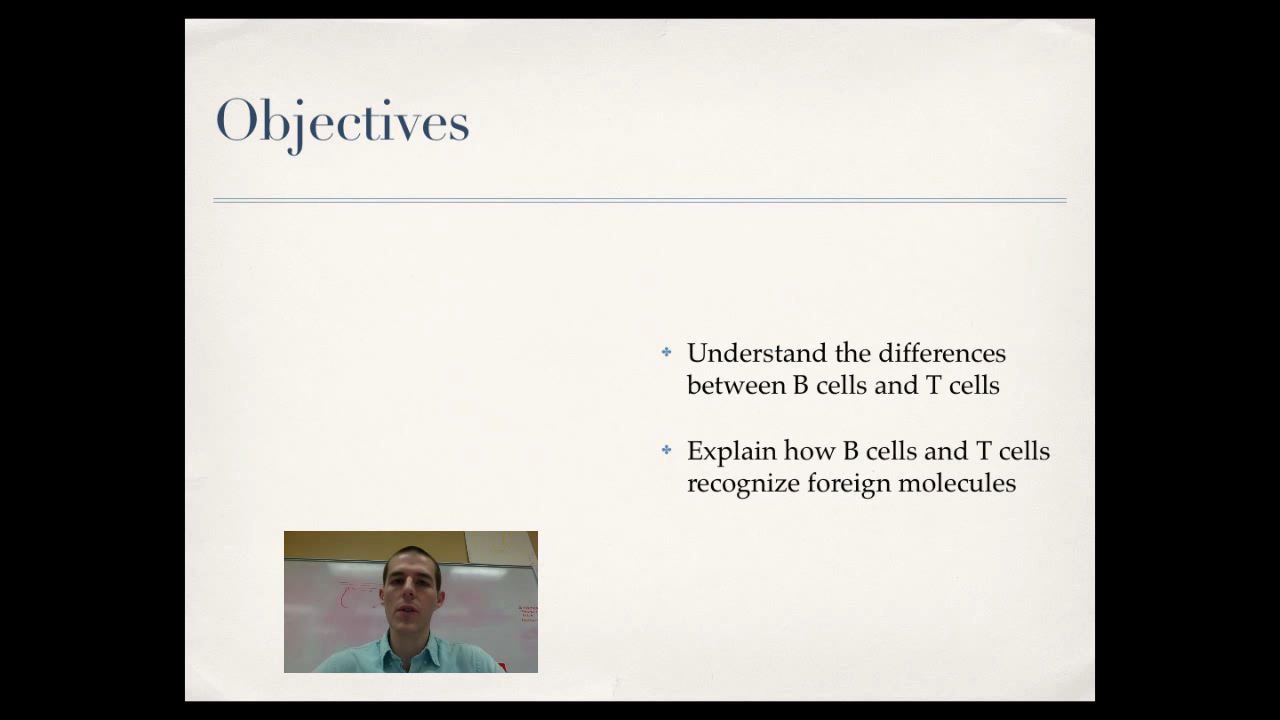 Objectives
Understand the differences
between B cells and T cells
Explain how B cells and T cells
recognize foreign molecules